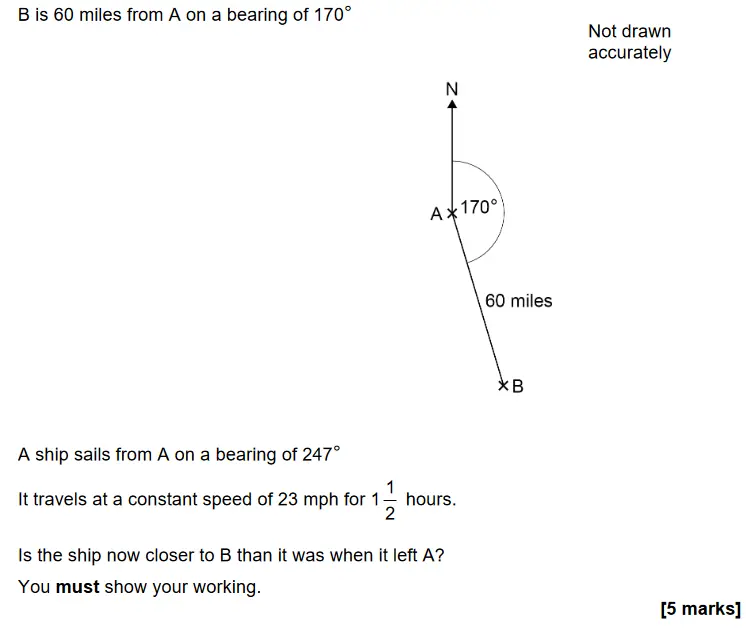 B is 60 miles from A on a bearing of 170°
Not drawn
accurately
N
A 170°
60 miles
B
A ship sails from A on a bearing of 247°
It travels at a constant speed of 23 mph for 1 1/2 hours.
Is the ship now closer to B than it was when it left A?
You must show your working.
[5 marks]